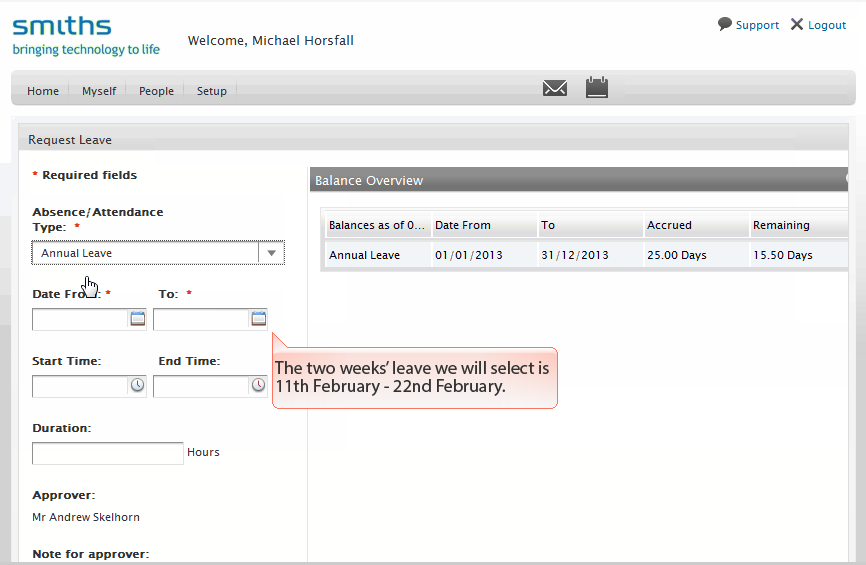 smiths
bringing technology to life
Welcome, Michael Horsfall
Support
Logout
Home
Myself
People
Setup
Request Leave
* Required fields
Absence/Attendance
Type: *
Annual Leave
Date From: *
To: *
Start Time:
End Time:
Duration:
Hours
Approver:
Mr Andrew Skelhorn
Note for approver:
Balance Overview
Balances as of 0... Date From To Accrued Remaining
Annual Leave 01/01/2013 31/12/2013 25.00 Days 15.50 Days
The two weeks’ leave we will select is
11th February - 22nd February.